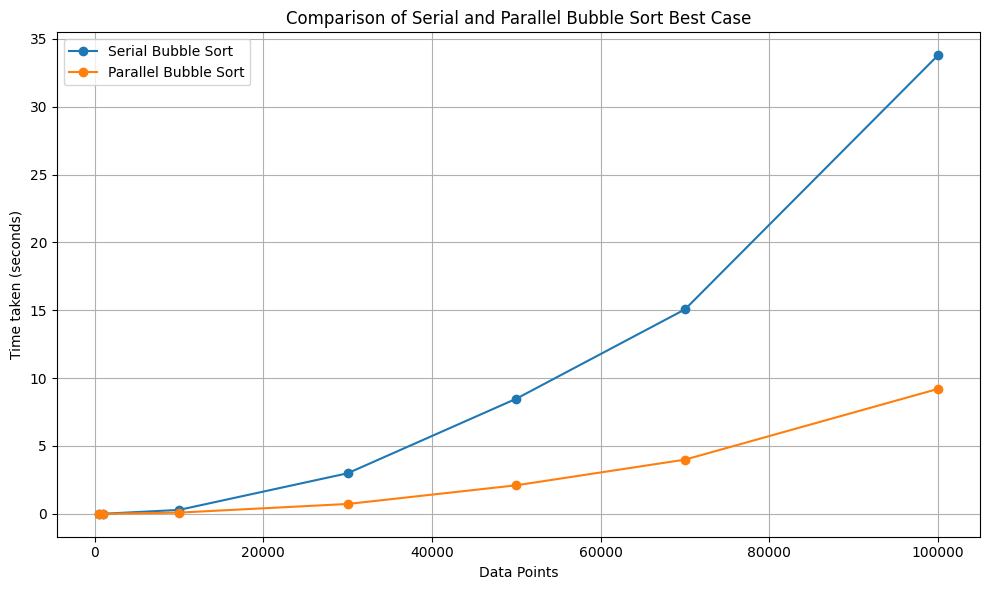 Comparison of Serial and Parallel Bubble Sort Best Case
Serial Bubble Sort
Parallel Bubble Sort
Time taken (seconds)
35
30
25
20
15
10
5
0
0
20000
40000
60000
80000
100000
Data Points